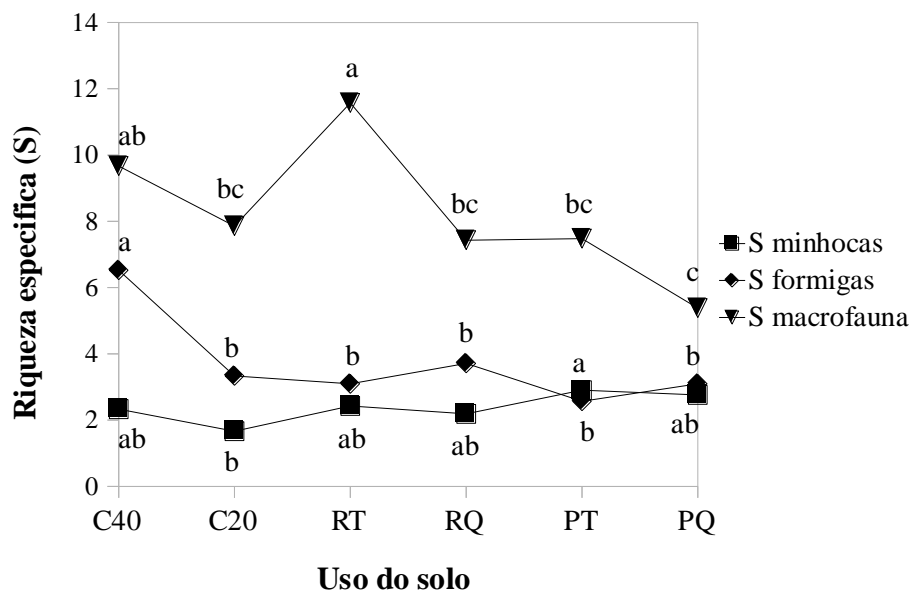 14
12
10
8
6
4
2
0
Riqueza especifica (S)
ab
bc
a
bc
bc
c
a
b
b
b
a
b
ab
b
ab
ab
b
ab
S minhocas
S formigas
S macrofauna
C40
C20
RT
RQ
PT
PQ
Uso do solo